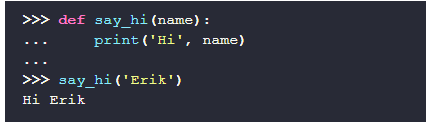 >>> def say_hi(name):
...     print('Hi', name)
...
>>> say_hi('Erik')
Hi Erik